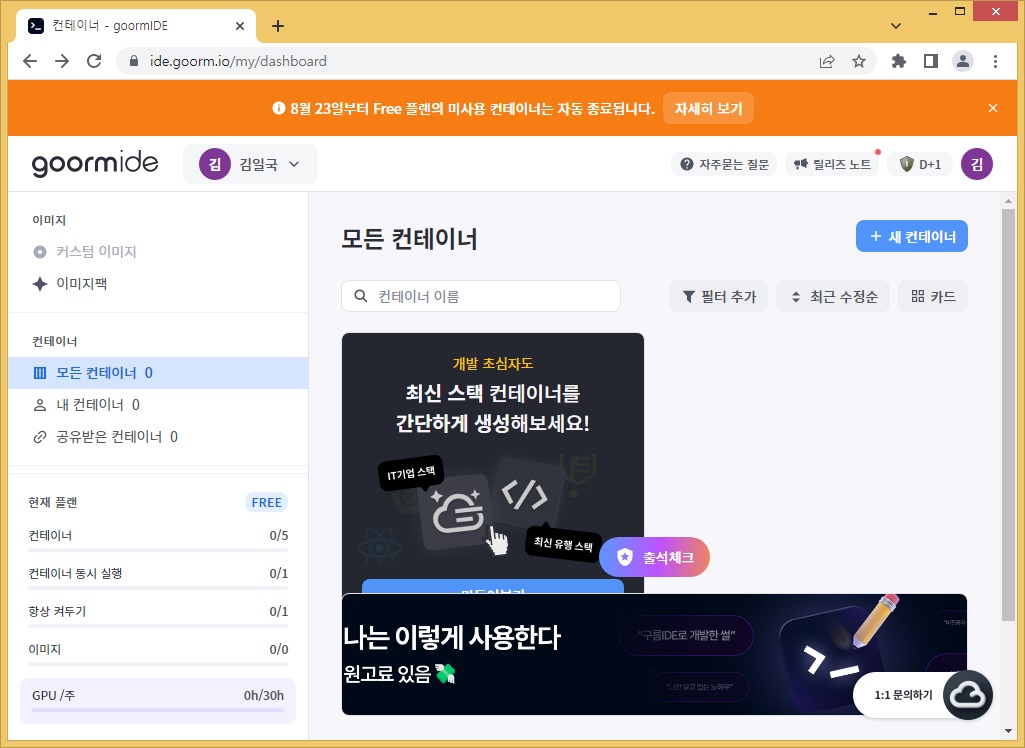 컨테이너 - goormIDE
ide.goorm.io/my/dashboard
8월 23일부터 Free 플랜의 미사용 컨테이너는 자동 종료됩니다. 자세히 보기
goormide
김 김일국
자주묻는 질문
릴리즈 노트
D+1
김
이미지
커스텀 이미지
이미지팩
컨테이너
모든 컨테이너 0
내 컨테이너 0
공유받은 컨테이너 0
현재 플랜 FREE
컨테이너 0/5
컨테이너 동시 실행 0/1
항상 켜두기 0/1
이미지 0/0
GPU /주 0h/30h
모든 컨테이너
+ 새 컨테이너
컨테이너 이름
필터 추가
최근 수정순
카드
개발 초심자도
최신 스택 컨테이너를
간단하게 생성해보세요!
IT기업 스택
</>
최신 유행 스택
출석체크
나는 이렇게 사용한다
원고료 있음
"구름IDE로 개발한 썰"
1:1 문의하기